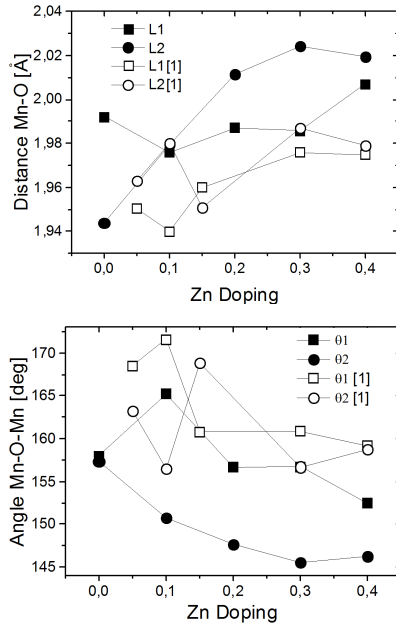 2,04
2,02
2,00
1,98
1,96
1,94
Distance Mn-O [Å]
L1
L2
L1[1]
L2[1]
0,0 0,1 0,2 0,3 0,4
Zn Doping
170
165
160
155
150
145
Angle Mn-O-Mn [deg]
θ1
θ2
θ1 [1]
θ2 [1]
0,0 0,1 0,2 0,3 0,4
Zn Doping